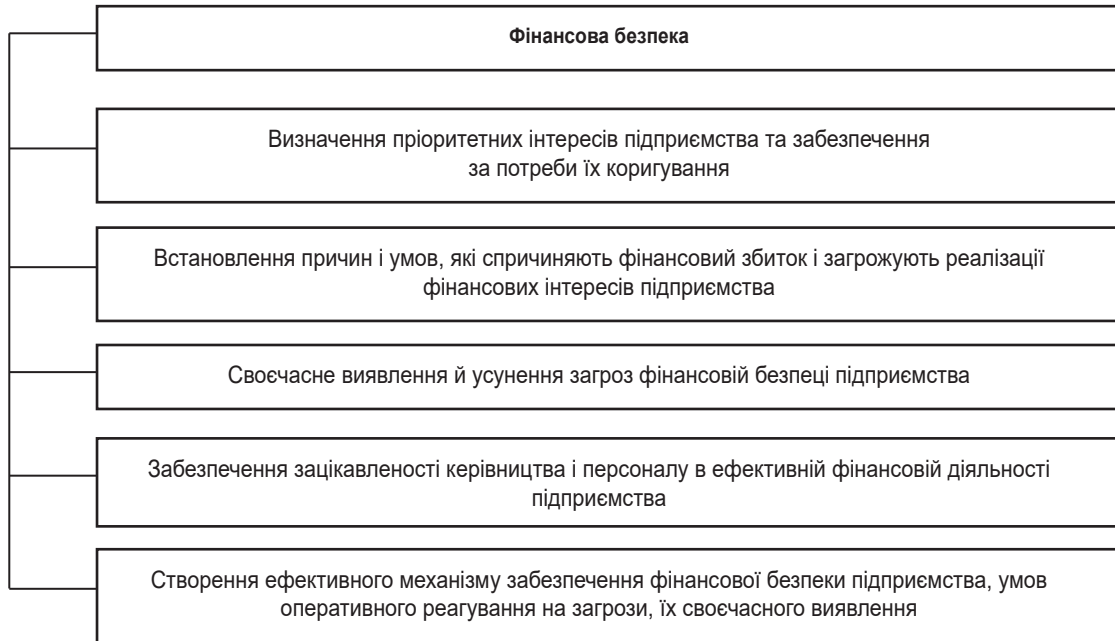 Фінансова безпека
Визначення пріоритетних інтересів підприємства та забезпечення
за потреби їх коригування
Встановлення причин і умов, які спричиняють фінансовий збиток і загрожують реалізації
фінансових інтересів підприємства
Своєчасне виявлення й усунення загроз фінансовій безпеці підприємства
Забезпечення зацікавленості керівництва і персоналу в ефективній фінансовій діяльності
підприємства
Створення ефективного механізму забезпечення фінансової безпеки підприємства, умов
оперативного реагування на загрози, їх своєчасного виявлення